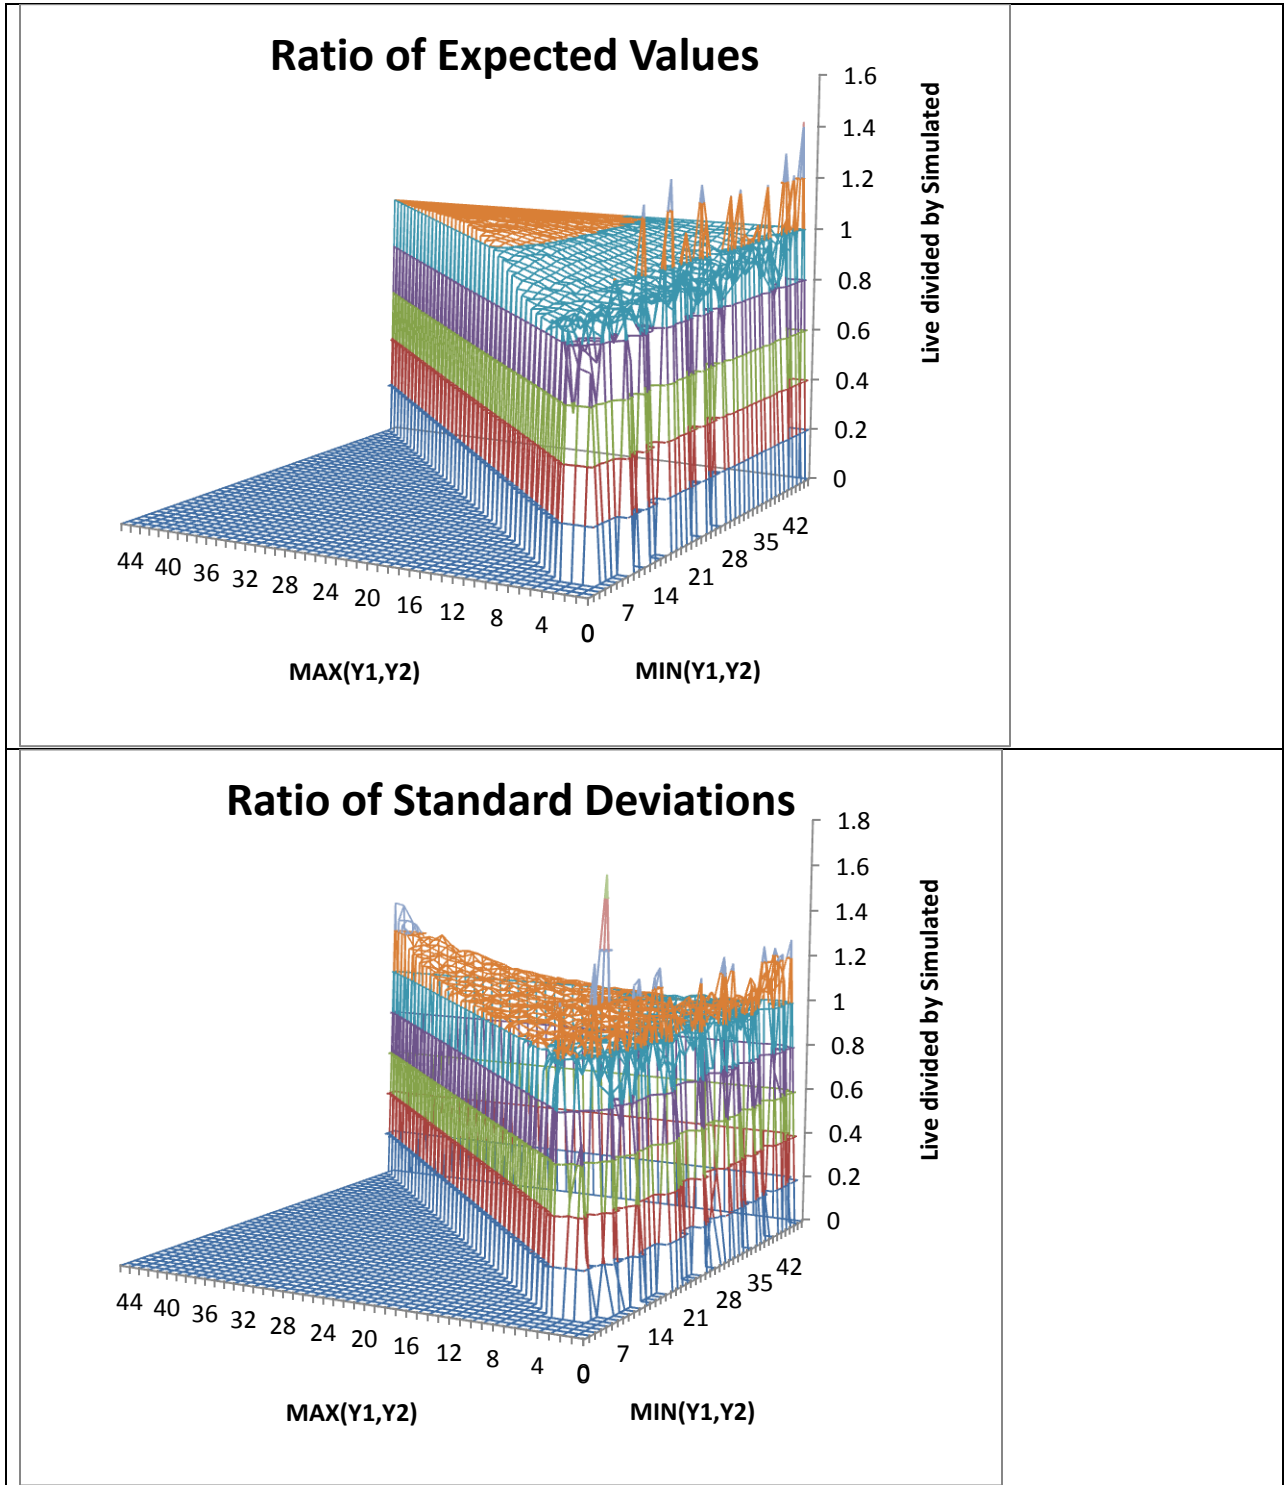 Ratio of Expected Values
1.6
1.4
1.2
1
0.8
0.6
0.4
0.2
0
Live divided by Simulated
44 40 36 32 28 24 20 16 12 8 4 0
7 14 21 28 35 42
MAX(Y1,Y2)
MIN(Y1,Y2)
Ratio of Standard Deviations
1.8
1.6
1.4
1.2
1
0.8
0.6
0.4
0.2
0
Live divided by Simulated
44 40 36 32 28 24 20 16 12 8 4 0
7 14 21 28 35 42
MAX(Y1,Y2)
MIN(Y1,Y2)